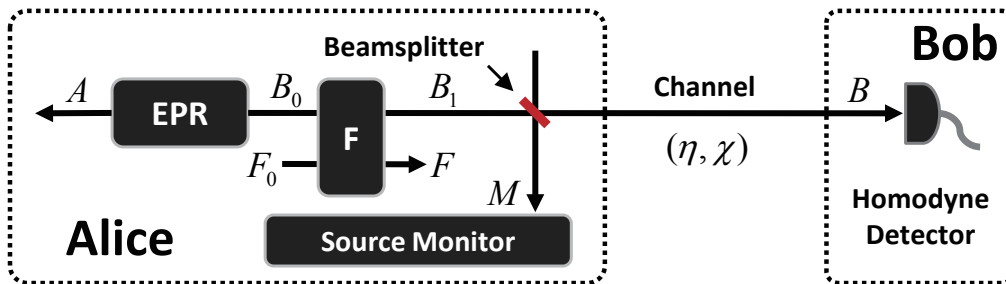 Beamsplitter
Bob
A
EPR
B₀
F
B₁
Channel
B
F₀
F
(η, χ)
M
Alice
Source Monitor
Homodyne
Detector